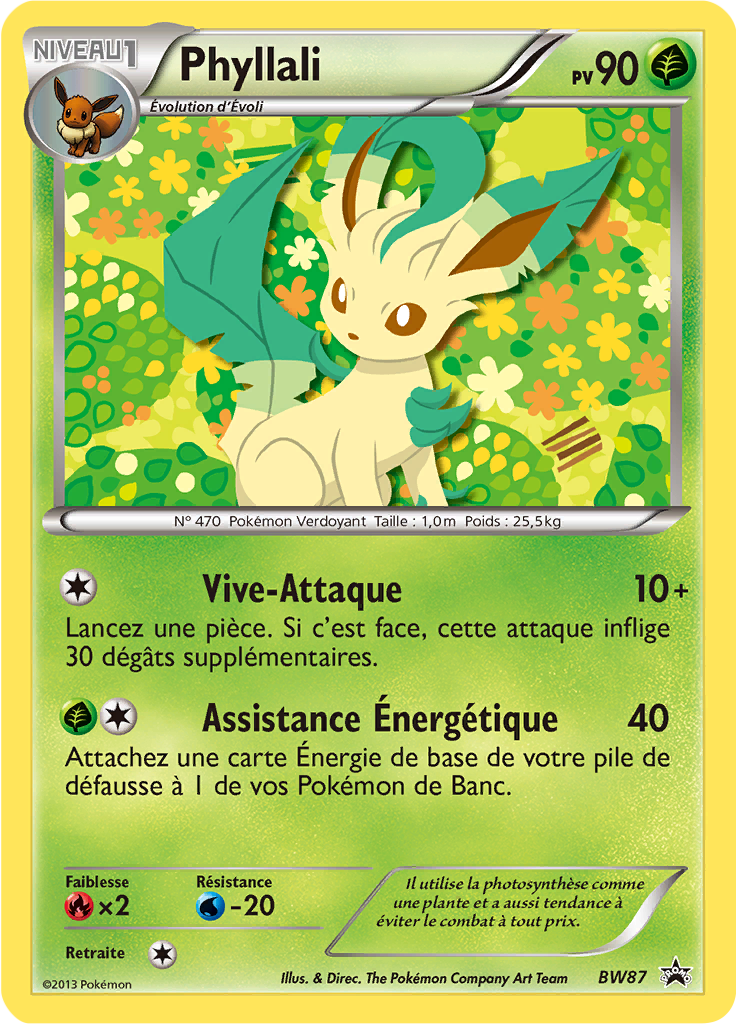 NIVEAU 1
Phyllali
PV 90
Évolution d'Évoli
Nº 470 Pokémon Verdoyant Taille : 1,0m Poids : 25,5kg
Vive-Attaque 10+
Lancez une pièce. Si c'est face, cette attaque inflige
30 dégâts supplémentaires.
Assistance Énergétique 40
Attachez une carte Énergie de base de votre pile de
défausse à 1 de vos Pokémon de Banc.
Faiblesse
×2
Résistance
-20
Retraite
Il utilise la photosynthèse comme
une plante et a aussi tendance à
éviter le combat à tout prix.
©2013 Pokémon
Illus. & Direc. The Pokémon Company Art Team
BW87
PROMO